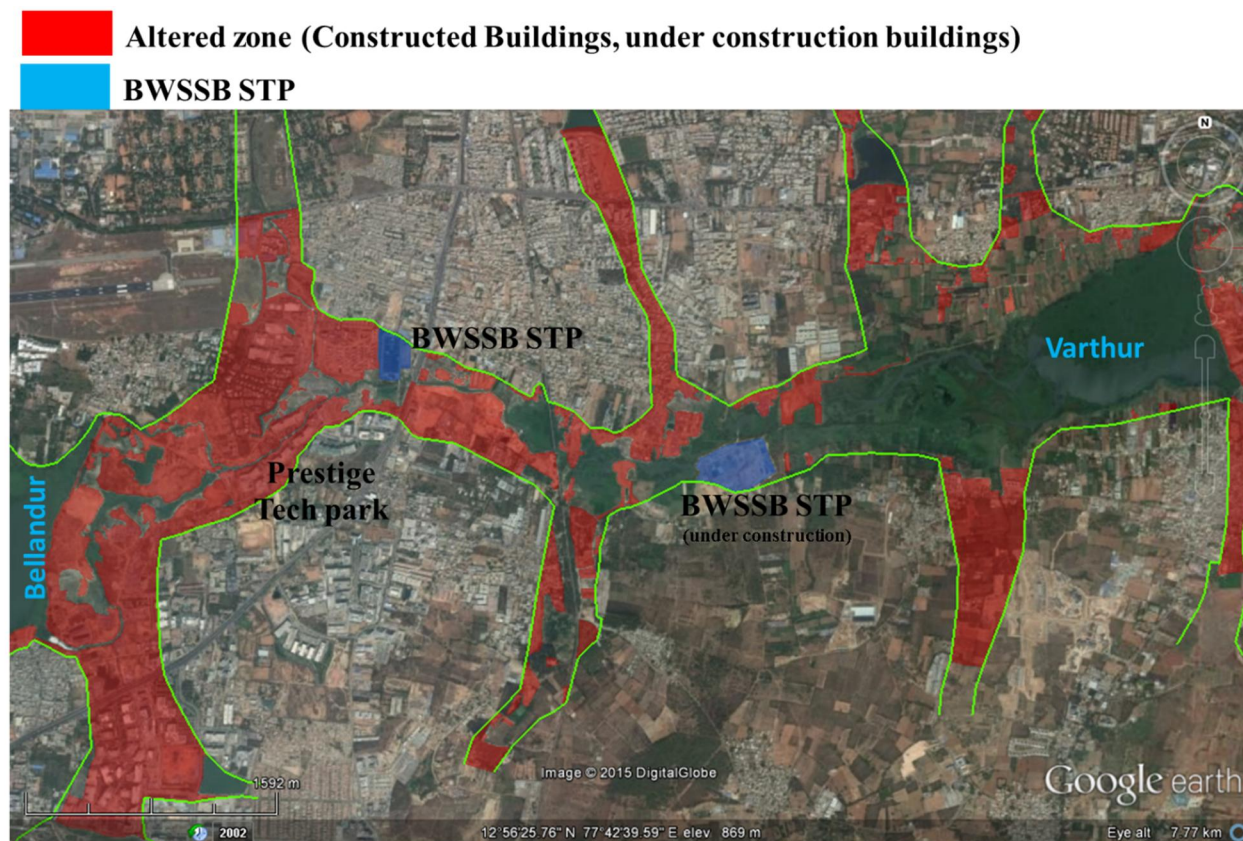 Altered zone (Constructed Buildings, under construction buildings)
BWSSB STP
N
BWSSB STP
Varthur
Prestige
Tech park
Bellandur
BWSSB STP
(under construction)
Image © 2015 DigitalGlobe
Google earth
1592 m
2002
12°56'25.76" N 77°42'39.59" E elev 869 m
Eye alt 7.77 km